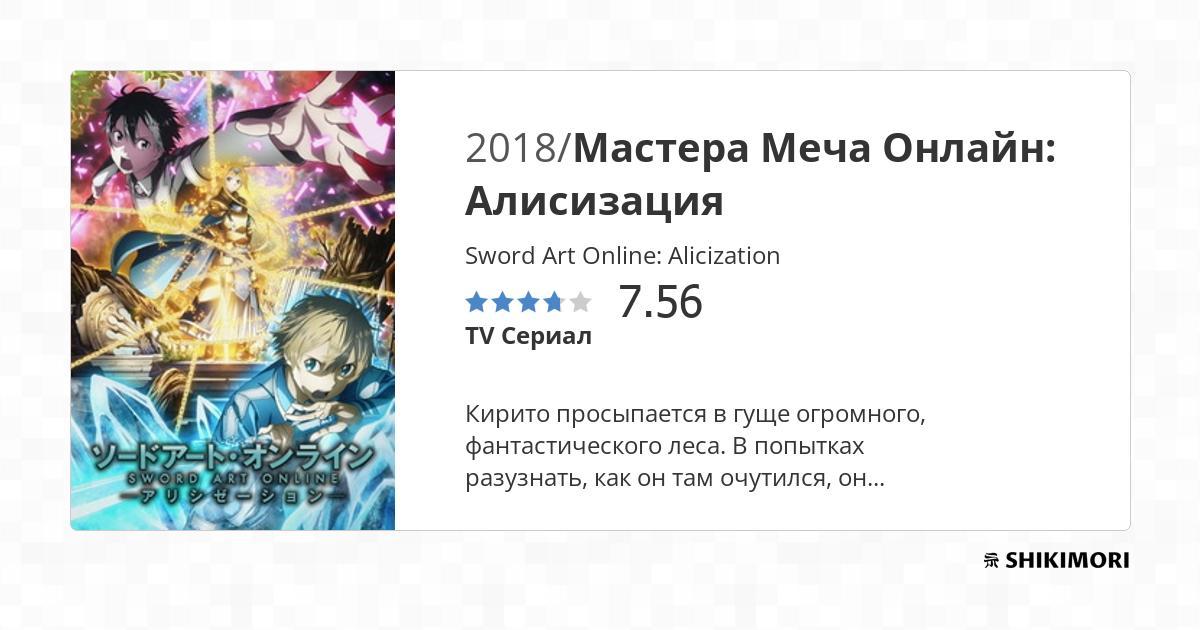 2018/Мастера Меча Онлайн:
Алисизация
Sword Art Online: Alicization
7.56
TV Сериал
Кирито просыпается в гуще огромного,
фантастического леса. В попытках
разузнать, как он там очутился, он...
ソードアート・オンライン
SWORD ART ONLINE
アリシゼーション
SHIKIMORI